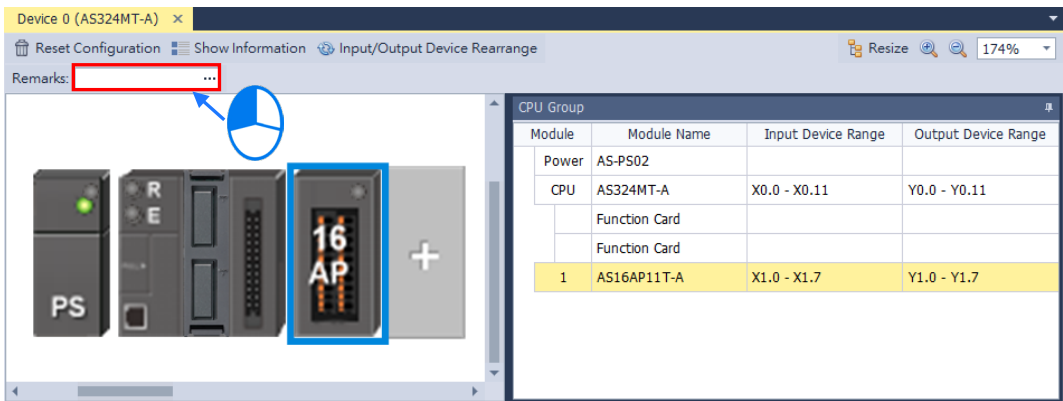 Device 0 (AS324MT-A) ×
Reset Configuration Show Information Input/Output Device Rearrange Resize 174%
Remarks: ...
PS
R
E
16
AP
+
CPU Group
Module Module Name Input Device Range Output Device Range
Power AS-PS02
CPU AS324MT-A X0.0 - X0.11 Y0.0 - Y0.11
Function Card
Function Card
1 AS16AP11T-A X1.0 - X1.7 Y1.0 - Y1.7